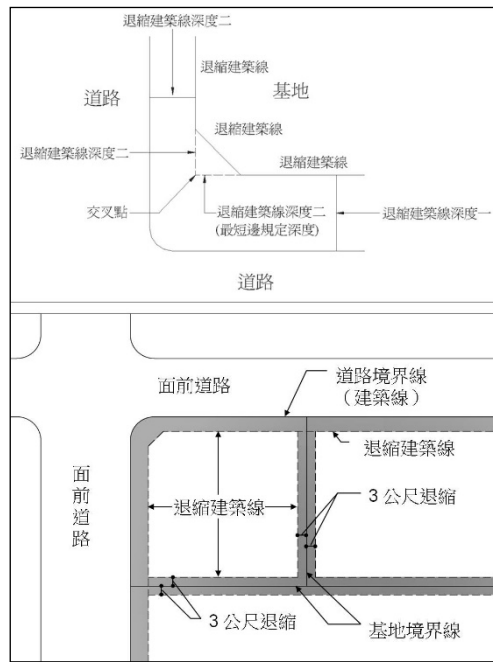 退縮建築線深度二
退縮建築線
道路
基地
退縮建築線
退縮建築線深度二
退縮建築線
交叉點
退縮建築線深度二
(最短邊規定深度)
退縮建築線深度一
道路
面前道路
道路境界線
（建築線）
退縮建築線
面前道路
退縮建築線
3 公尺退縮
3 公尺退縮
基地境界線